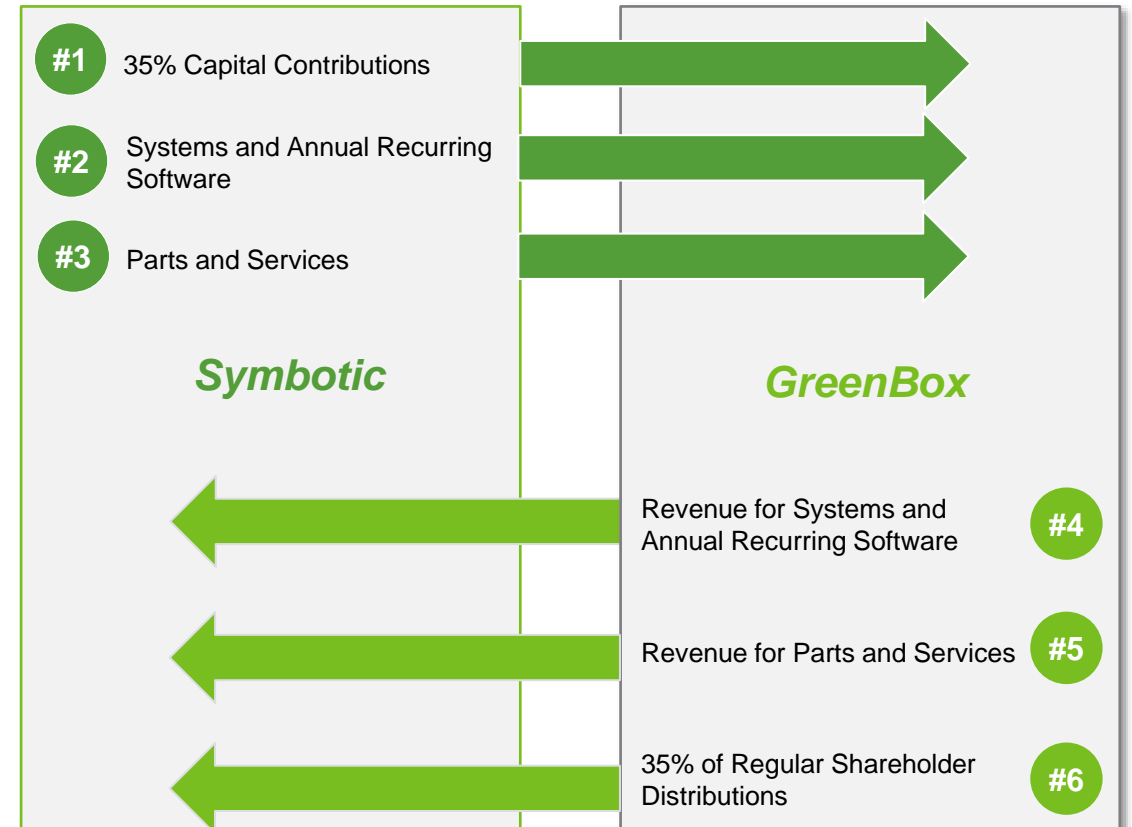 #1
35% Capital Contributions
#2
Systems and Annual Recurring
Software
#3
Parts and Services
Symbotic
GreenBox
Revenue for Systems and
Annual Recurring Software
#4
Revenue for Parts and Services
#5
35% of Regular Shareholder
Distributions
#6